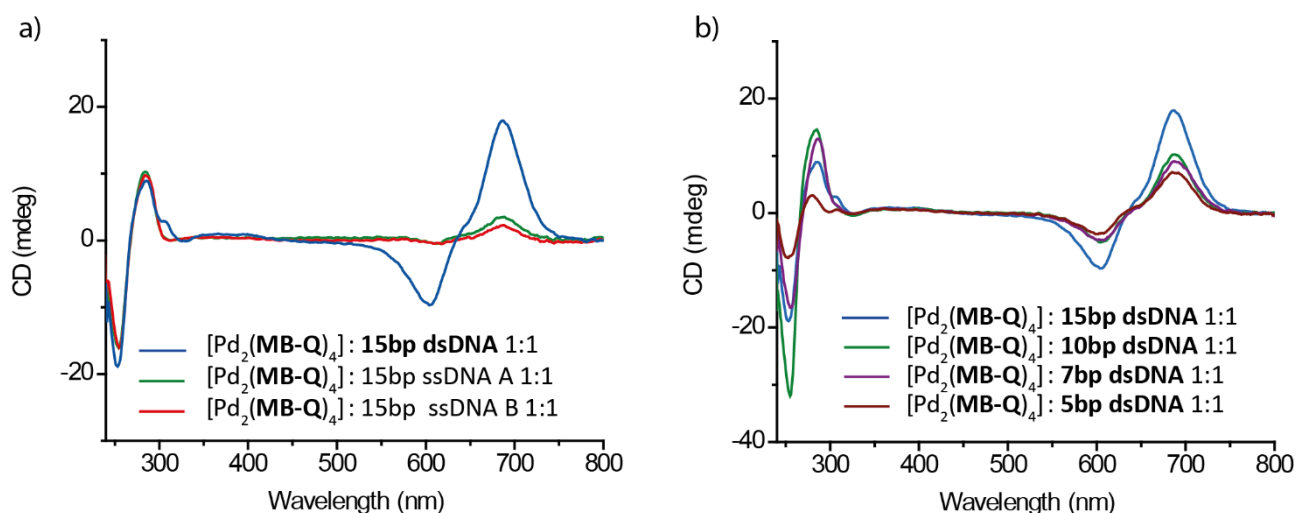 a)
CD (mdeg)
20
0
-20
[Pd₂(MB-Q)₄] : 15bp dsDNA 1:1
[Pd₂(MB-Q)₄] : 15bp ssDNA A 1:1
[Pd₂(MB-Q)₄] : 15bp ssDNA B 1:1
300 400 500 600 700 800
Wavelength (nm)
b)
CD (mdeg)
20
0
-20
-40
[Pd₂(MB-Q)₄] : 15bp dsDNA 1:1
[Pd₂(MB-Q)₄] : 10bp dsDNA 1:1
[Pd₂(MB-Q)₄] : 7bp dsDNA 1:1
[Pd₂(MB-Q)₄] : 5bp dsDNA 1:1
300 400 500 600 700 800
Wavelength (nm)